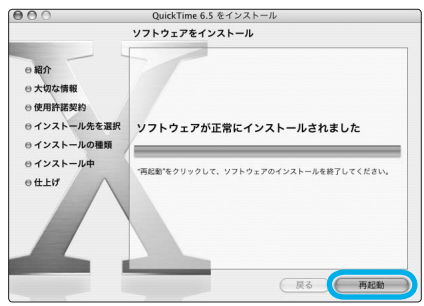 QuickTime 6.5 をインストール
ソフトウェアをインストール
紹介
大切な情報
使用許諾契約
インストール先を選択
インストールの種類
インストール中
仕上げ
ソフトウェアが正常にインストールされました
"再起動"をクリックして、ソフトウェアのインストールを終了してください。
戻る
再起動